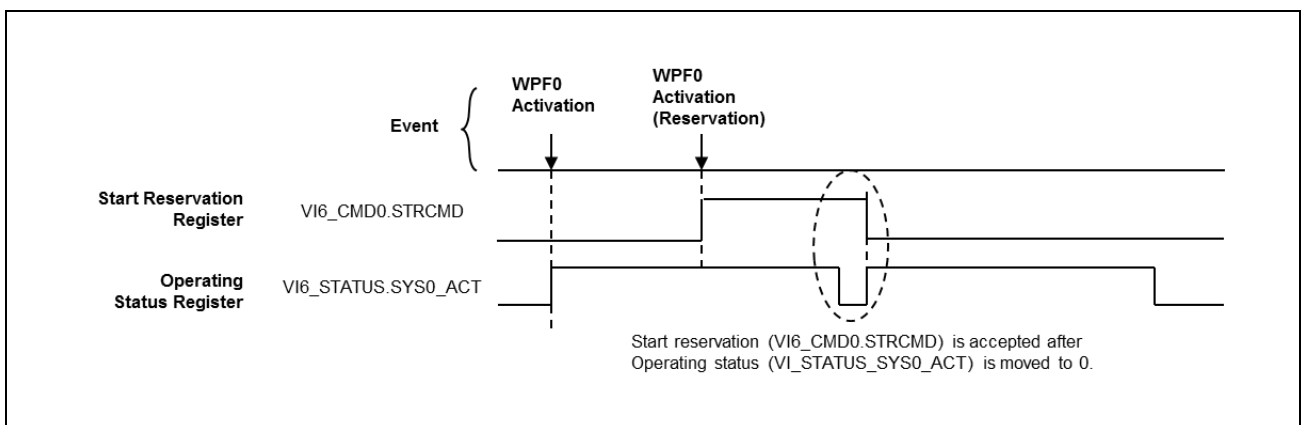 WPF0
Activation
WPF0
Activation
(Reservation)
Event
Start Reservation
Register
VI6_CMD0.STRCMD
Operating
Status Register
VI6_STATUS.SYS0_ACT
Start reservation (VI6_CMD0.STRCMD) is accepted after
Operating status (VI_STATUS_SYS0_ACT) is moved to 0.